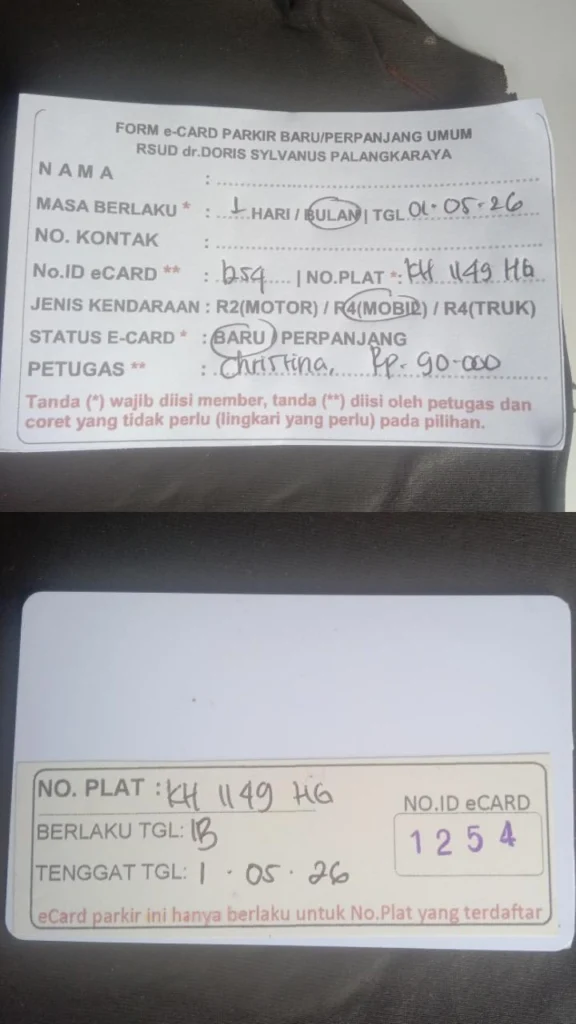 FORM e-CARD PARKIR BARU/PERPANJANG UMUM
RSUD dr.DORIS SYLVANUS PALANGKARAYA
NAMA : 
MASA BERLAKU * : 1 HARI / BULAN | TGL 01-05-26
NO. KONTAK : 
No.ID eCARD ** : 1254 | NO.PLAT *: KH 1149 HG
JENIS KENDARAAN : R2(MOTOR) / R4(MOBIL) / R4(TRUK)
STATUS E-CARD * : BARU / PERPANJANG
PETUGAS ** : Christina, Rp. 90.000
Tanda (*) wajib diisi member, tanda (**) diisi oleh petugas dan
coret yang tidak perlu (lingkari yang perlu) pada pilihan.
NO. PLAT : KH 1149 HG
NO.ID eCARD
BERLAKU TGL: 1B
1254
TENGGAT TGL: 1 . 05 . 26
eCard parkir ini hanya berlaku untuk No.Plat yang terdaftar